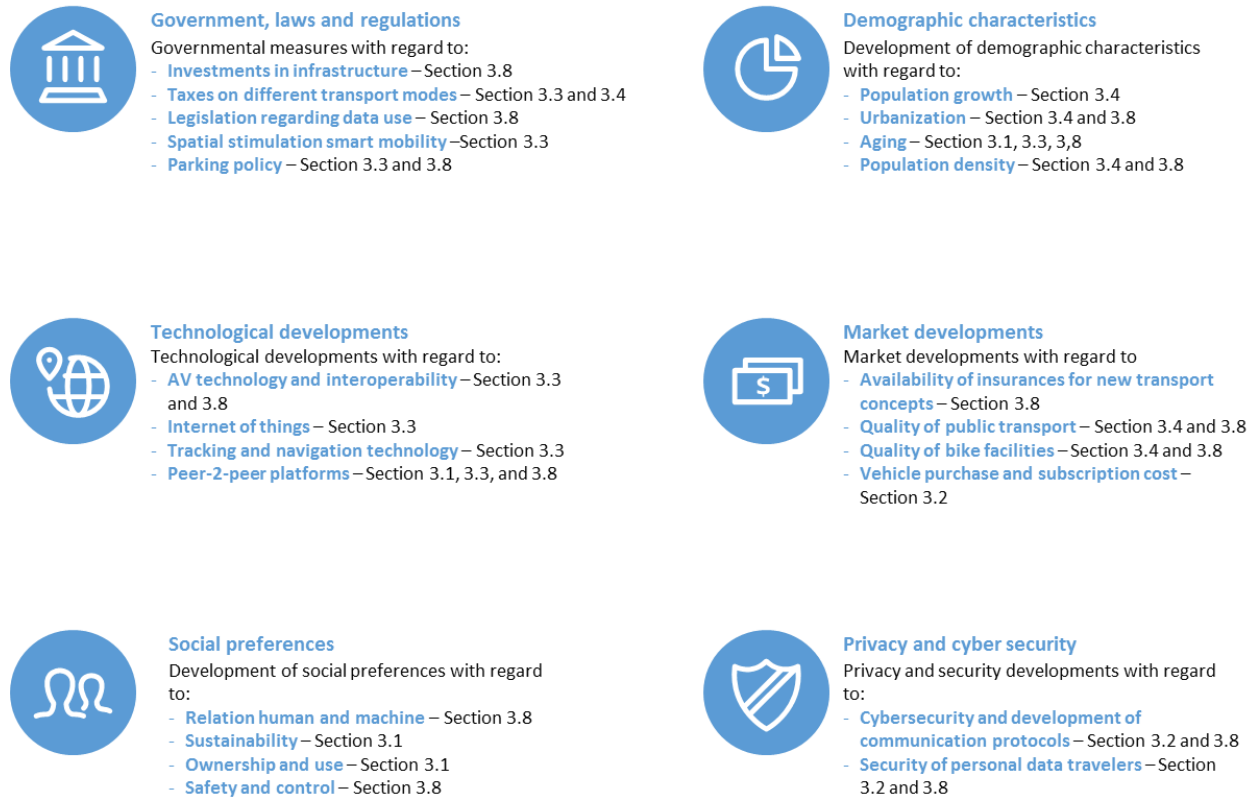 Government, laws and regulations
Governmental measures with regard to:
- Investments in infrastructure – Section 3.8
- Taxes on different transport modes – Section 3.3 and 3.4
- Legislation regarding data use – Section 3.8
- Spatial stimulation smart mobility –Section 3.3
- Parking policy – Section 3.3 and 3.8
Demographic characteristics
Development of demographic characteristics
with regard to:
- Population growth – Section 3.4
- Urbanization – Section 3.4 and 3.8
- Aging – Section 3.1, 3.3, 3,8
- Population density – Section 3.4 and 3.8
Technological developments
Technological developments with regard to:
- AV technology and interoperability – Section 3.3
and 3.8
- Internet of things – Section 3.3
- Tracking and navigation technology – Section 3.3
- Peer-2-peer platforms – Section 3.1, 3.3, and 3.8
$
Market developments
Market developments with regard to
- Availability of insurances for new transport
concepts – Section 3.8
- Quality of public transport – Section 3.4 and 3.8
- Quality of bike facilities – Section 3.4 and 3.8
- Vehicle purchase and subscription cost –
Section 3.2
Social preferences
Development of social preferences with regard
to:
- Relation human and machine – Section 3.8
- Sustainability – Section 3.1
- Ownership and use – Section 3.1
- Safety and control – Section 3.8
Privacy and cyber security
Privacy and security developments with regard
to:
- Cybersecurity and development of
communication protocols – Section 3.2 and 3.8
- Security of personal data travelers – Section
3.2 and 3.8